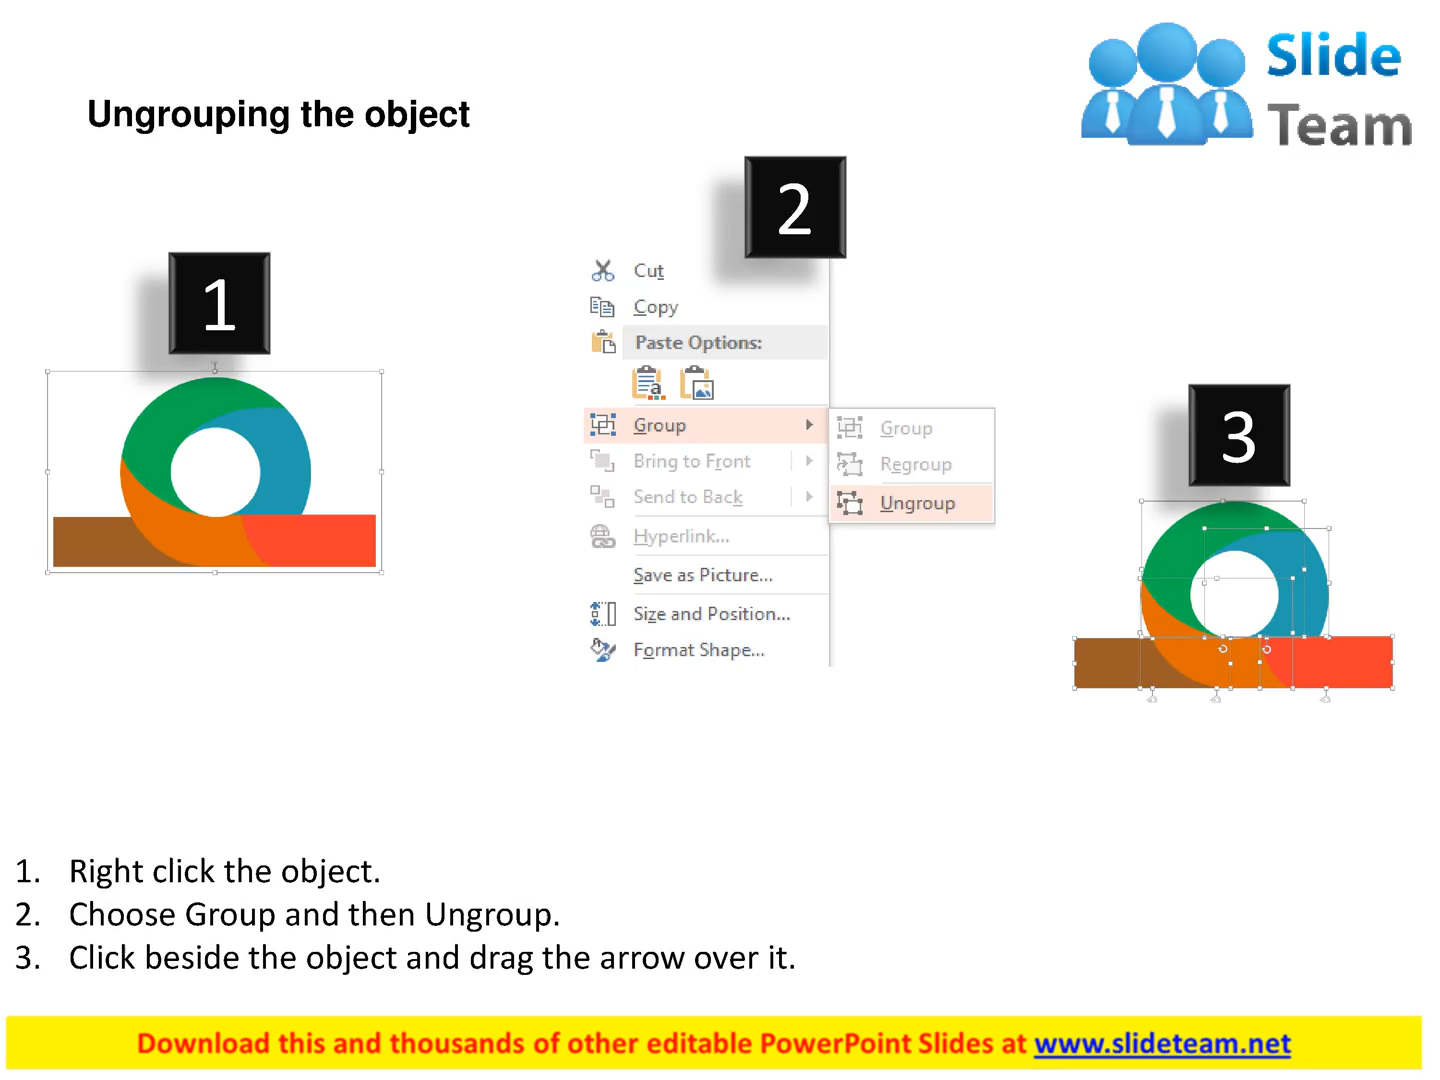 Slide
Team
Ungrouping the object
1
2
3
Cut
Copy
Paste Options:
Group
Bring to Front
Send to Back
Hyperlink...
Save as Picture...
Size and Position...
Format Shape...
Group
Regroup
Ungroup
1. Right click the object.
2. Choose Group and then Ungroup.
3. Click beside the object and drag the arrow over it.
Download this and thousands of other editable PowerPoint Slides at www.slideteam.net